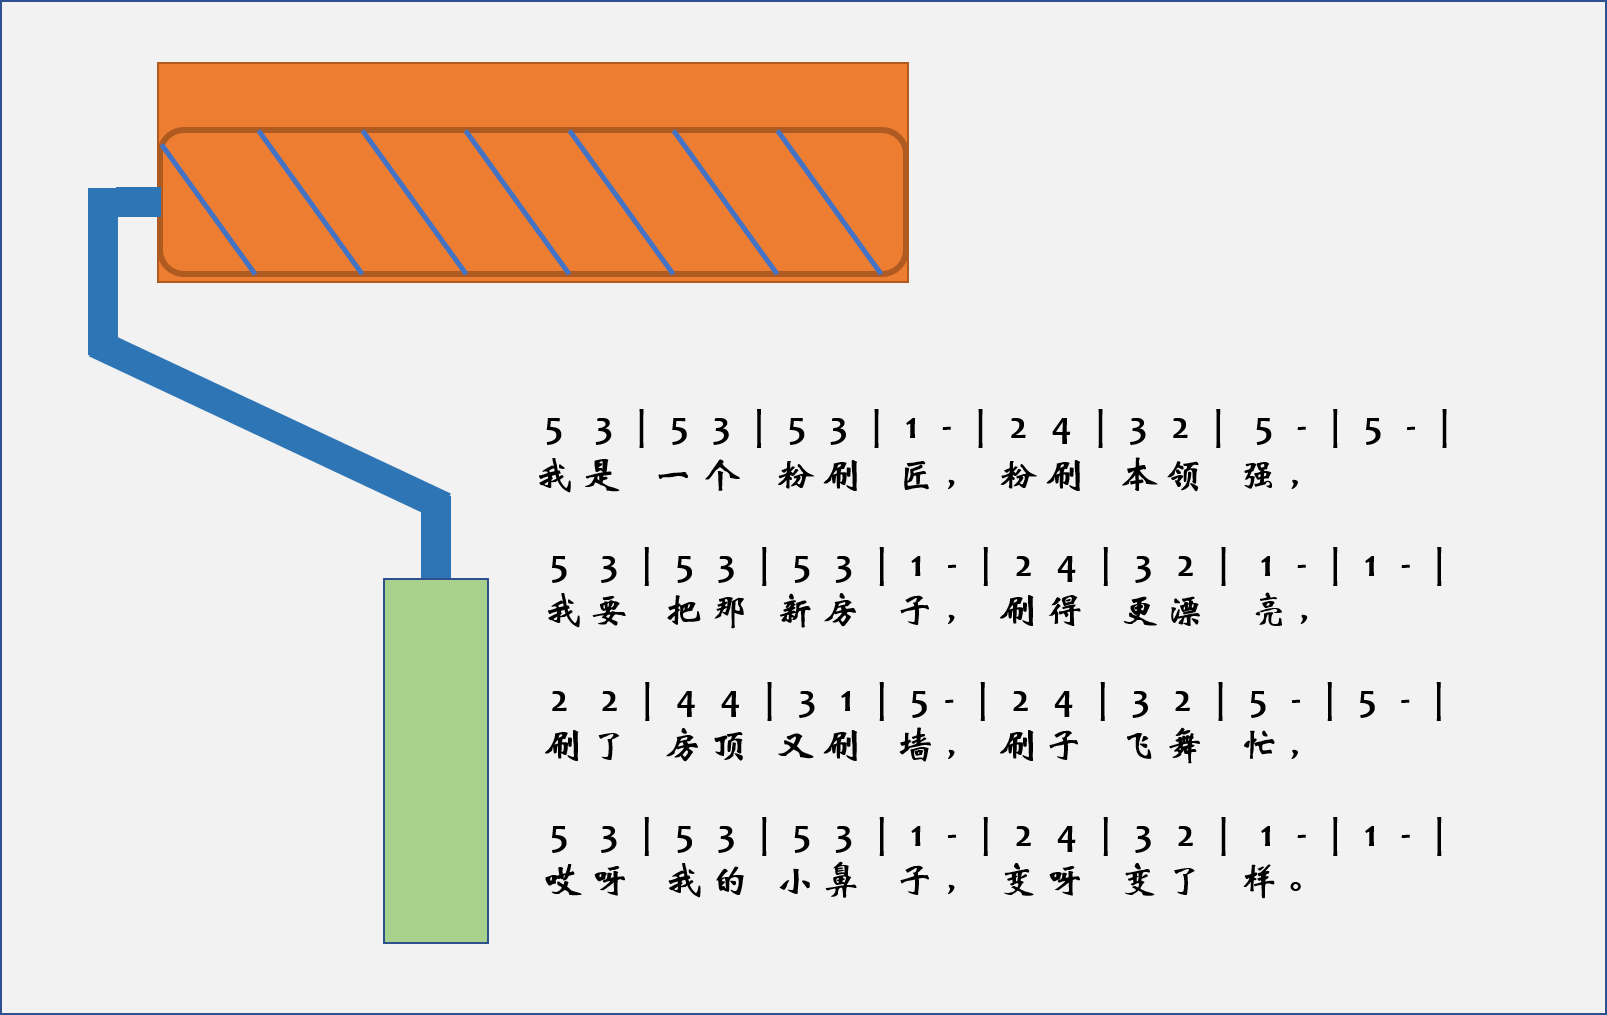 5 3 | 5 3 | 5 3 | 1 - | 2 4 | 3 2 | 5 - | 5 - |
我是 一个 粉刷 匠，粉刷 本领 强，
5 3 | 5 3 | 5 3 | 1 - | 2 4 | 3 2 | 1 - | 1 - |
我要 把那 新房 子，刷得 更漂 亮，
2 2 | 4 4 | 3 1 | 5 - | 2 4 | 3 2 | 5 - | 5 - |
刷了 房顶 又刷 墙，刷子 飞舞 忙，
5 3 | 5 3 | 5 3 | 1 - | 2 4 | 3 2 | 1 - | 1 - |
哎呀 我的 小鼻 子，变呀 变了 样。